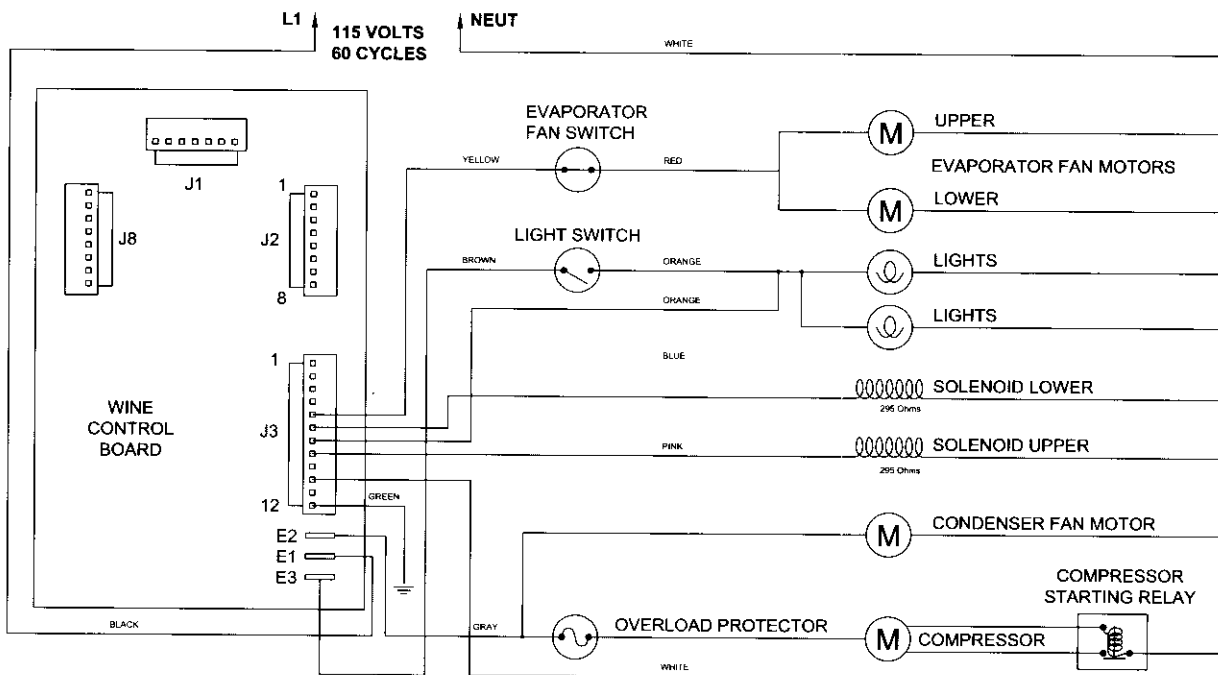 L1
115 VOLTS
60 CYCLES
NEUT
WHITE
J1
J8
1
J2
8
EVAPORATOR
FAN SWITCH
YELLOW
RED
UPPER
M
EVAPORATOR FAN MOTORS
LOWER
M
LIGHT SWITCH
BROWN
ORANGE
LIGHTS
ORANGE
LIGHTS
BLUE
SOLENOID LOWER
295 Ohms
PINK
SOLENOID UPPER
295 Ohms
WINE
CONTROL
BOARD
1
J3
12
GREEN
E2
E1
E3
BLACK
M
CONDENSER FAN MOTOR
COMPRESSOR
STARTING RELAY
GRAY
OVERLOAD PROTECTOR
M
COMPRESSOR
WHITE